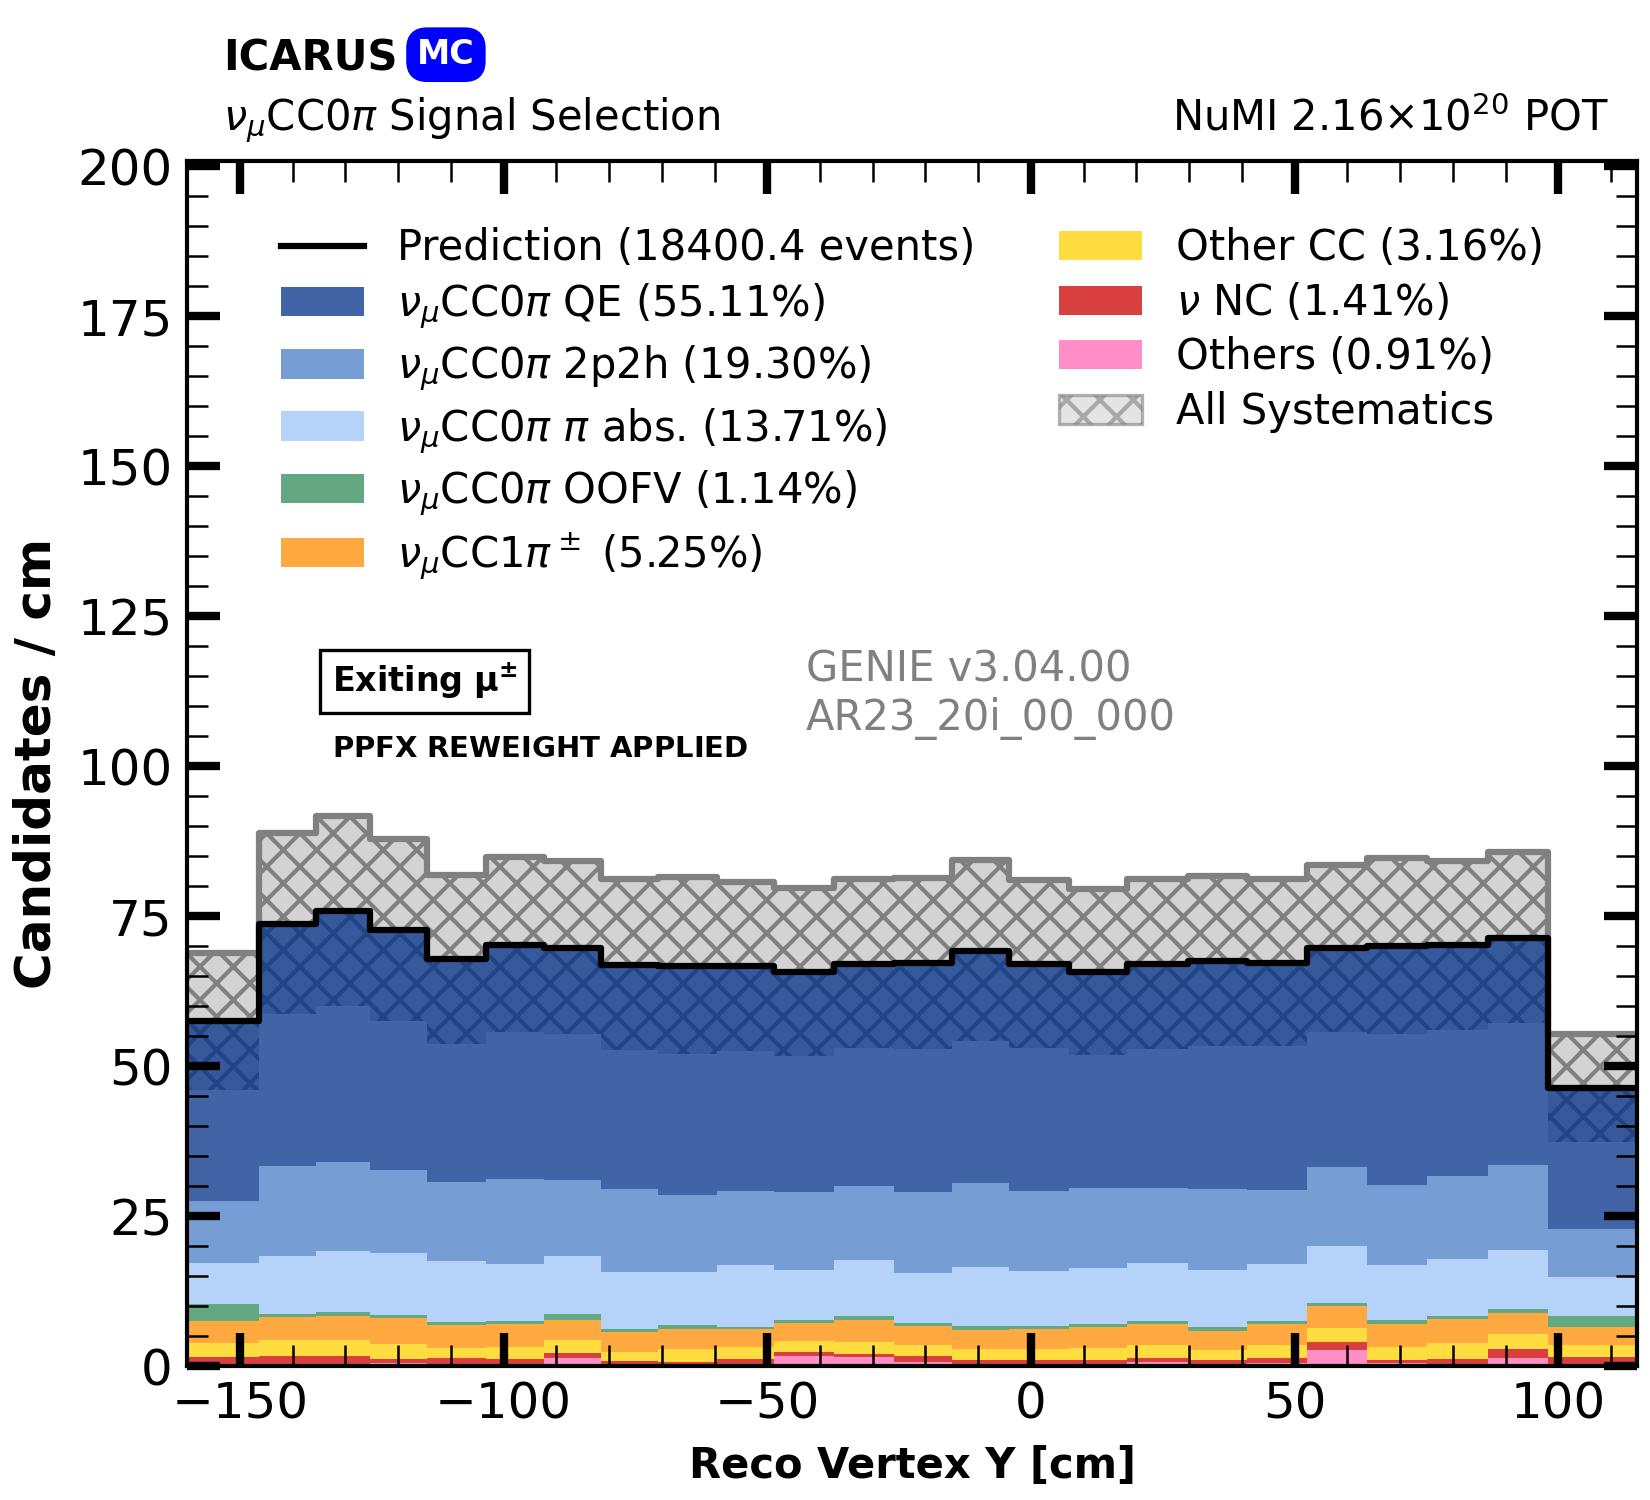 ICARUS MC
νμCC0π Signal Selection
NuMI 2.16×10²⁰ POT
200
175
150
125
100
75
50
25
0
Candidates / cm
Prediction (18400.4 events)
νμCC0π QE (55.11%)
νμCC0π 2p2h (19.30%)
νμCC0π π abs. (13.71%)
νμCC0π OOFV (1.14%)
νμCC1π± (5.25%)
Other CC (3.16%)
ν NC (1.41%)
Others (0.91%)
All Systematics
Exiting μ±
PPFX REWEIGHT APPLIED
GENIE v3.04.00
AR23_20i_00_000
−150 −100 −50 0 50 100
Reco Vertex Y [cm]